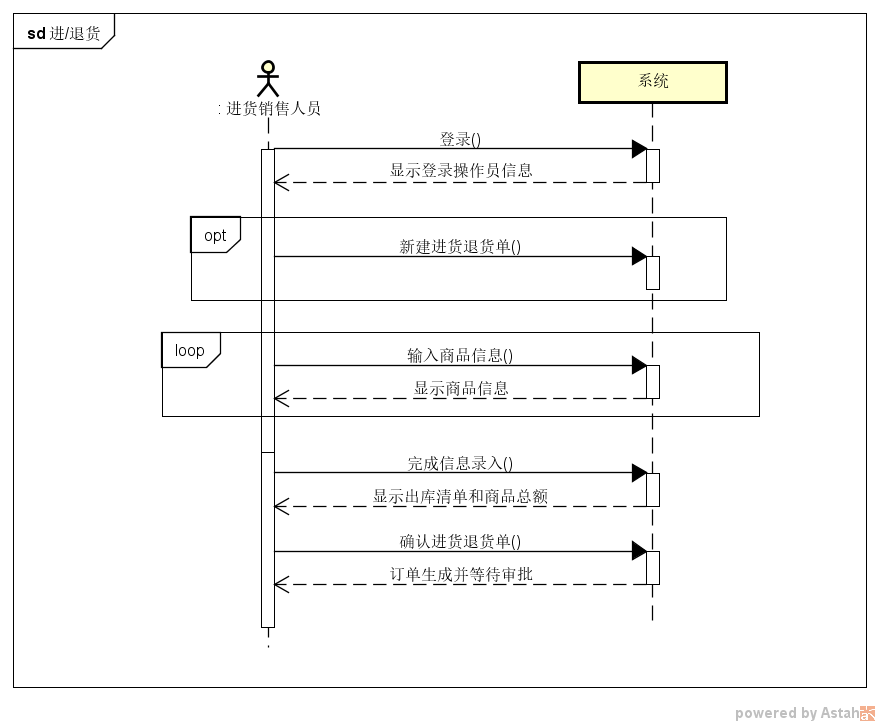 sd 进/退货
: 进货销售人员
系统
登录()
显示登录操作员信息
opt
新建进货退货单()
loop
输入商品信息()
显示商品信息
完成信息录入()
显示出库清单和商品总额
确认进货退货单()
订单生成并等待审批
powered by Astah